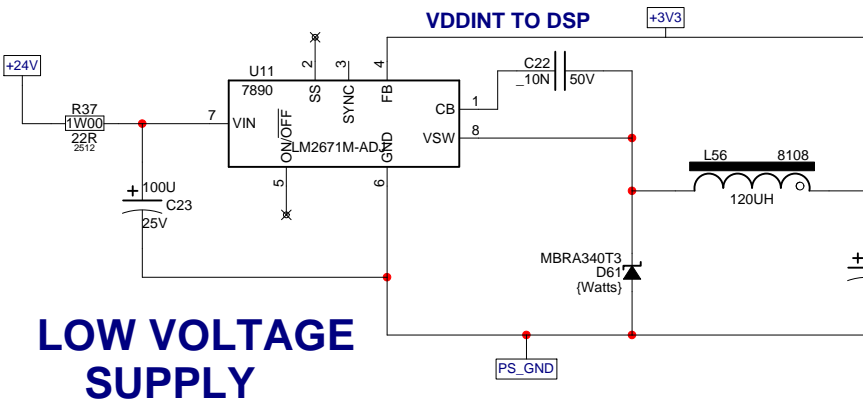 VDDINT TO DSP
+3V3
+24V
U11
7890
2
3
4
SS
SYNC
FB
C22
_10N
50V
R37
1W00
22R
2512
7
VIN
CB
1
VSW
8
LM2671M-ADJ
ON/OFF
GND
5
6
L56
8108
120UH
+
100U
C23
25V
MBRA340T3
D61
{Watts}
+
LOW VOLTAGE
SUPPLY
PS_GND